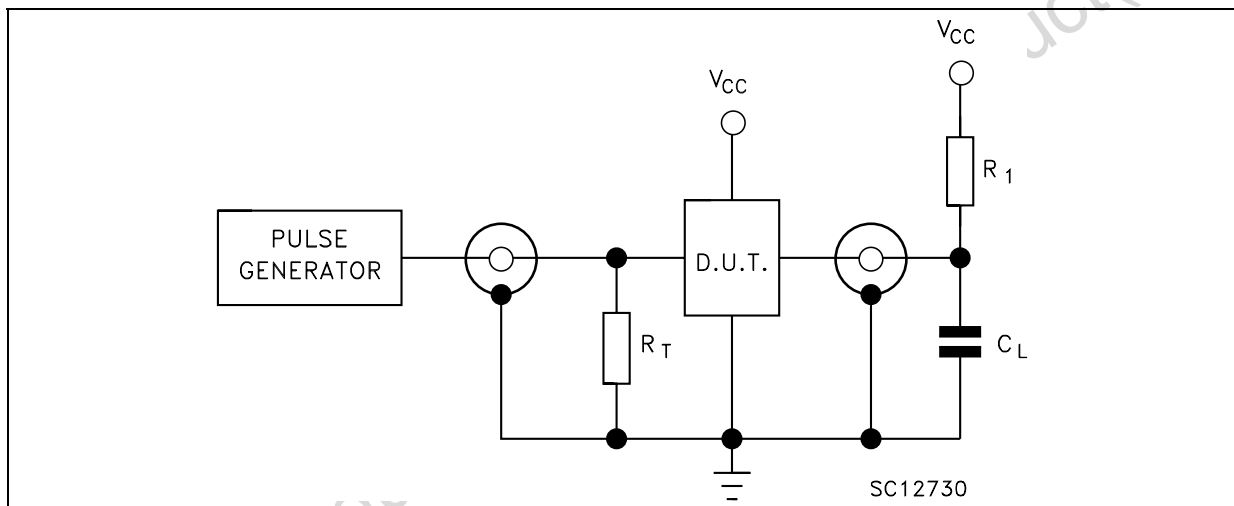 VCC
VCC
R1
PULSE
GENERATOR
D.U.T.
RT
CL
SC12730